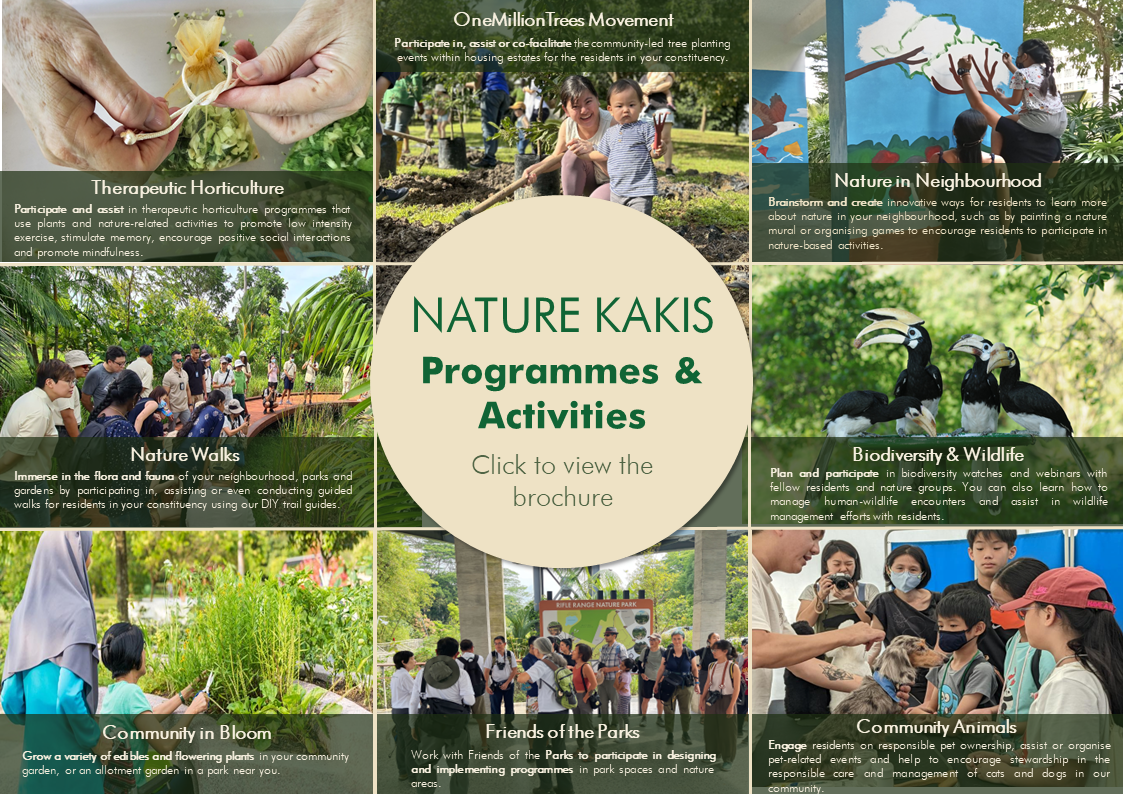 Therapeutic Horticulture
Participate and assist in therapeutic horticulture programmes that
use plants and nature-related activities to promote low intensity
exercise, stimulate memory, encourage positive social interactions
and promote mindfulness.
OneMillionTrees Movement
Participate in, assist or co-facilitate the community-led tree planting
events within housing estates for the residents in your constituency.
Nature in Neighbourhood
Brainstorm and create innovative ways for residents to learn more
about nature in your neighbourhood, such as by painting a nature
mural or organising games to encourage residents to participate in
nature-based activities.
NATURE KAKIS
Programmes &
Activities
Click to view the
brochure
Nature Walks
Immerse in the flora and fauna of your neighbourhood, parks and
gardens by participating in, assisting or even conducting guided
walks for residents in your constituency using our DIY trail guides.
Biodiversity & Wildlife
Plan and participate in biodiversity watches and webinars with
fellow residents and nature groups. You can also learn how to
manage human-wildlife encounters and assist in wildlife
management efforts with residents.
Community in Bloom
Grow a variety of edibles and flowering plants in your community
garden, or an allotment garden in a park near you.
RIFLE RANGE NATURE PARK
Friends of the Parks
Work with Friends of the Parks to participate in designing
and implementing programmes in park spaces and nature
areas.
Community Animals
Engage residents on responsible pet ownership, assist or organise
pet-related events and help to encourage stewardship in the
responsible care and management of cats and dogs in our
community.